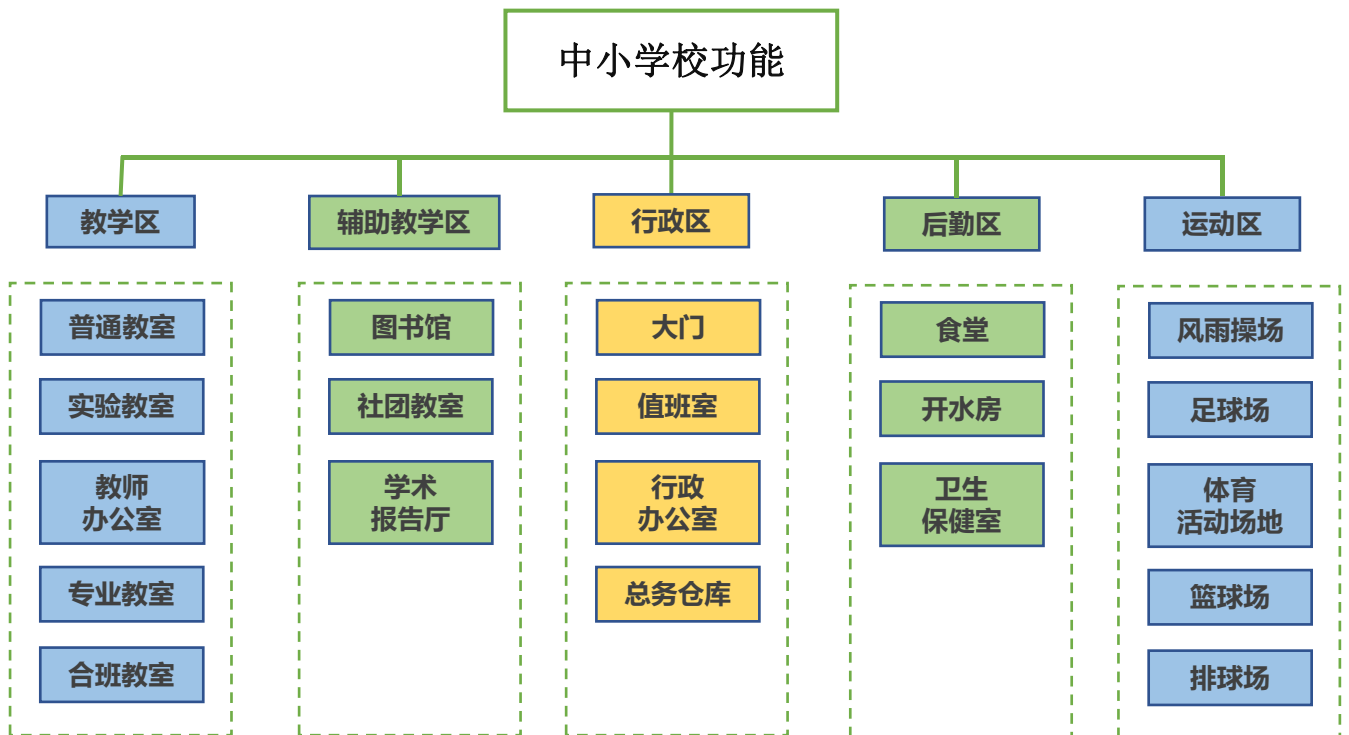 中小学校功能
教学区
辅助教学区
行政区
后勤区
运动区
普通教室
实验教室
教师
办公室
专业教室
合班教室
图书馆
社团教室
学术
报告厅
大门
值班室
行政
办公室
总务仓库
食堂
开水房
卫生
保健室
风雨操场
足球场
体育
活动场地
篮球场
排球场